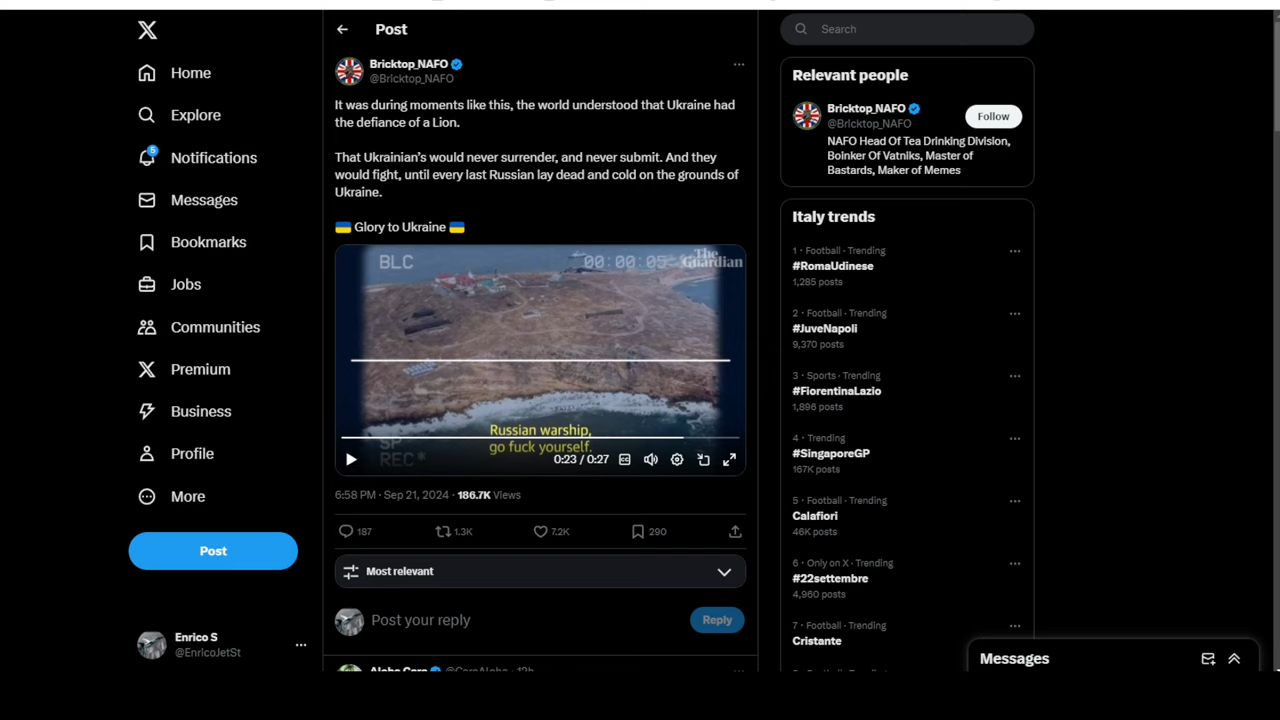 Home
Explore
5
Notifications
Messages
Bookmarks
Jobs
Communities
Premium
Business
Profile
More
Post
Enrico S
@EnricoJetSt
Post
Bricktop_NAFO
@Bricktop_NAFO
It was during moments like this, the world understood that Ukraine had
the defiance of a Lion.
That Ukrainian's would never surrender, and never submit. And they
would fight, until every last Russian lay dead and cold on the grounds of
Ukraine.
🇺🇦 Glory to Ukraine 🇺🇦
BLC
00:00:05
The
Guardian
Russian warship,
go fuck yourself.
SP
REC*
0:23 / 0:27
6:58 PM · Sep 21, 2024 · 186.7K Views
187
1.3K
7.2K
290
Most relevant
Post your reply
Reply
Search
Relevant people
Bricktop_NAFO
@Bricktop_NAFO
Follow
NAFO Head Of Tea Drinking Division,
Boinker Of Vatniks, Master of
Bastards, Maker of Memes
Italy trends
1 · Football · Trending
#RomaUdinese
1,285 posts
2 · Football · Trending
#JuveNapoli
9,370 posts
3 · Sports · Trending
#FiorentinaLazio
1,896 posts
4 · Trending
#SingaporeGP
167K posts
5 · Football · Trending
Calafiori
46K posts
6 · Only on X · Trending
#22settembre
4,960 posts
7 · Football · Trending
Cristante
Messages